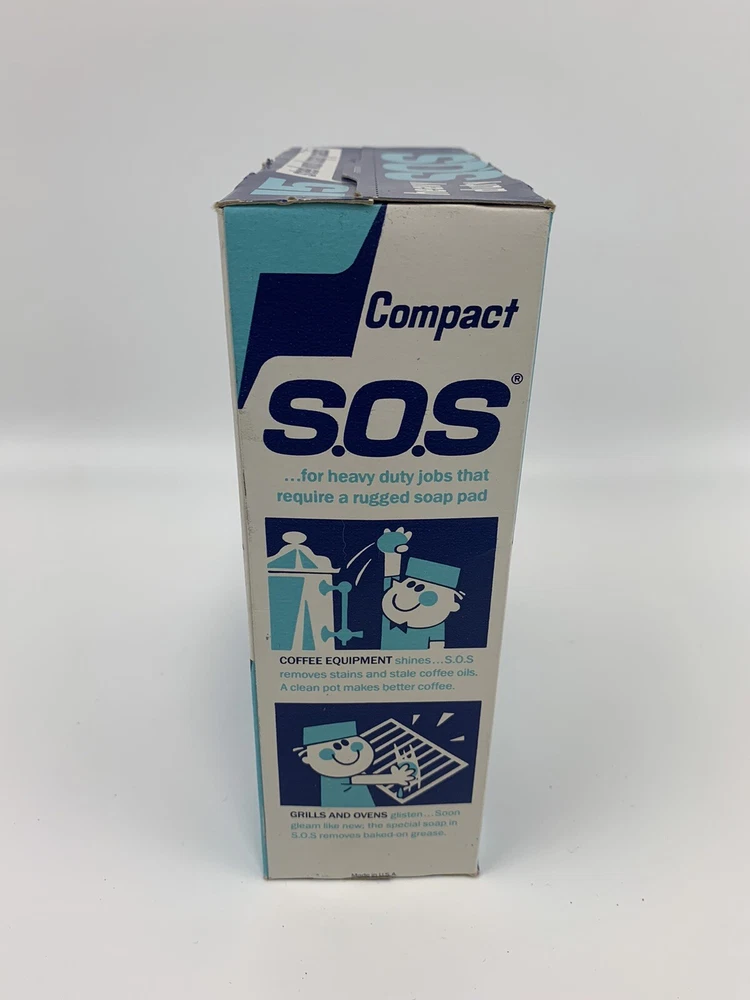 15
S.O.S
Compact
S.O.S®
...for heavy duty jobs that
require a rugged soap pad
COFFEE EQUIPMENT shines...S.O.S
removes stains and stale coffee oils.
A clean pot makes better coffee.
GRILLS AND OVENS glisten...Soon
gleam like new; the special soap in
S.O.S removes baked-on grease.
Made in U.S.A.